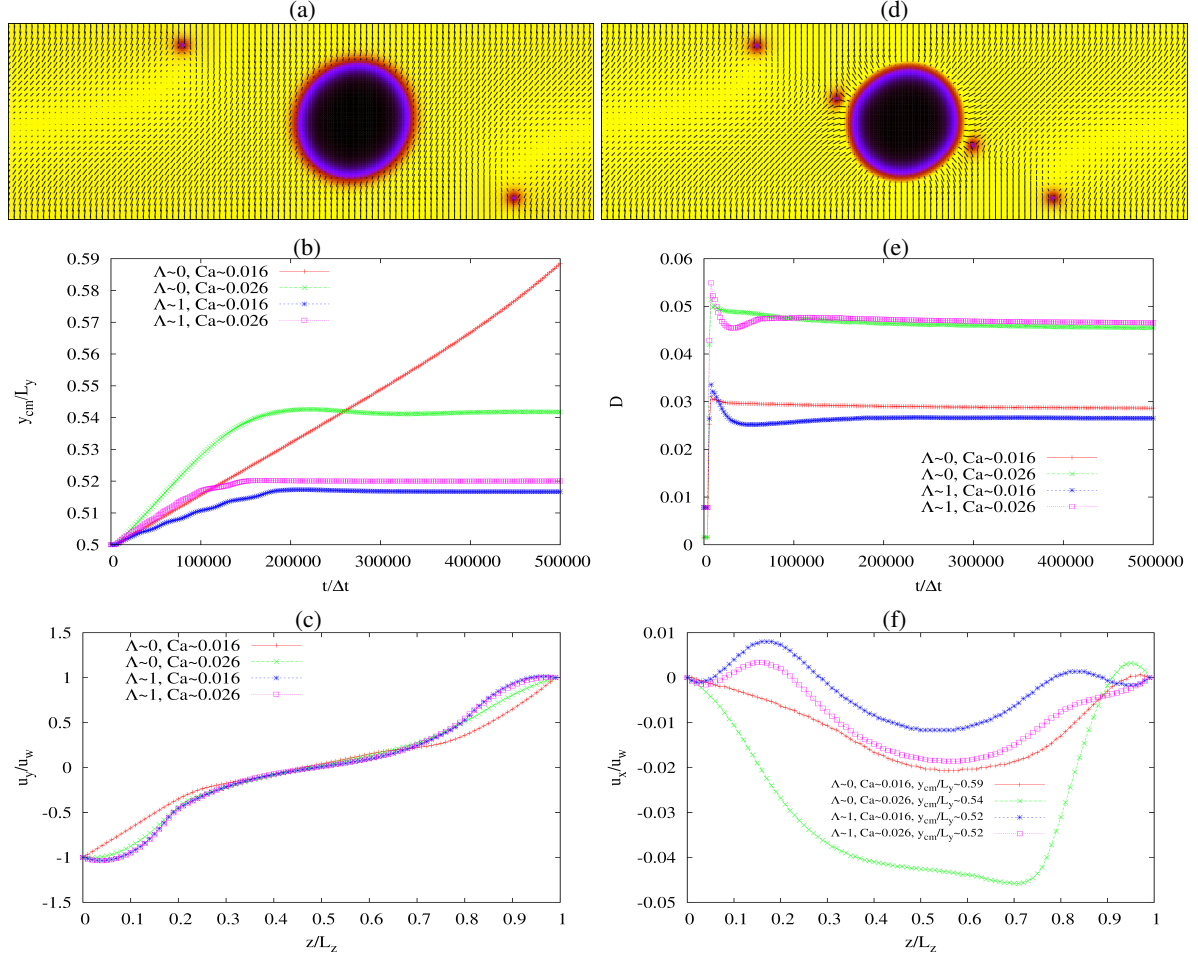 (a)
(d)
(b)
0.59
0.58
0.57
0.56
0.55
0.54
0.53
0.52
0.51
0.5
y_cm/L_y
Λ~0, Ca~0.016
Λ~0, Ca~0.026
Λ~1, Ca~0.016
Λ~1, Ca~0.026
0 100000 200000 300000 400000 500000
t/Δt
(e)
0.06
0.05
0.04
0.03
0.02
0.01
0
D
Λ~0, Ca~0.016
Λ~0, Ca~0.026
Λ~1, Ca~0.016
Λ~1, Ca~0.026
0 100000 200000 300000 400000 500000
t/Δt
(c)
1.5
1
0.5
0
-0.5
-1
-1.5
u_y/u_w
Λ~0, Ca~0.016
Λ~0, Ca~0.026
Λ~1, Ca~0.016
Λ~1, Ca~0.026
0 0.1 0.2 0.3 0.4 0.5 0.6 0.7 0.8 0.9 1
z/L_z
(f)
0.01
0
-0.01
-0.02
-0.03
-0.04
-0.05
u_x/u_w
Λ~0, Ca~0.016, y_cm/L_y~0.59
Λ~0, Ca~0.026, y_cm/L_y~0.54
Λ~1, Ca~0.016, y_cm/L_y~0.52
Λ~1, Ca~0.026, y_cm/L_y~0.52
0 0.1 0.2 0.3 0.4 0.5 0.6 0.7 0.8 0.9 1
z/L_z